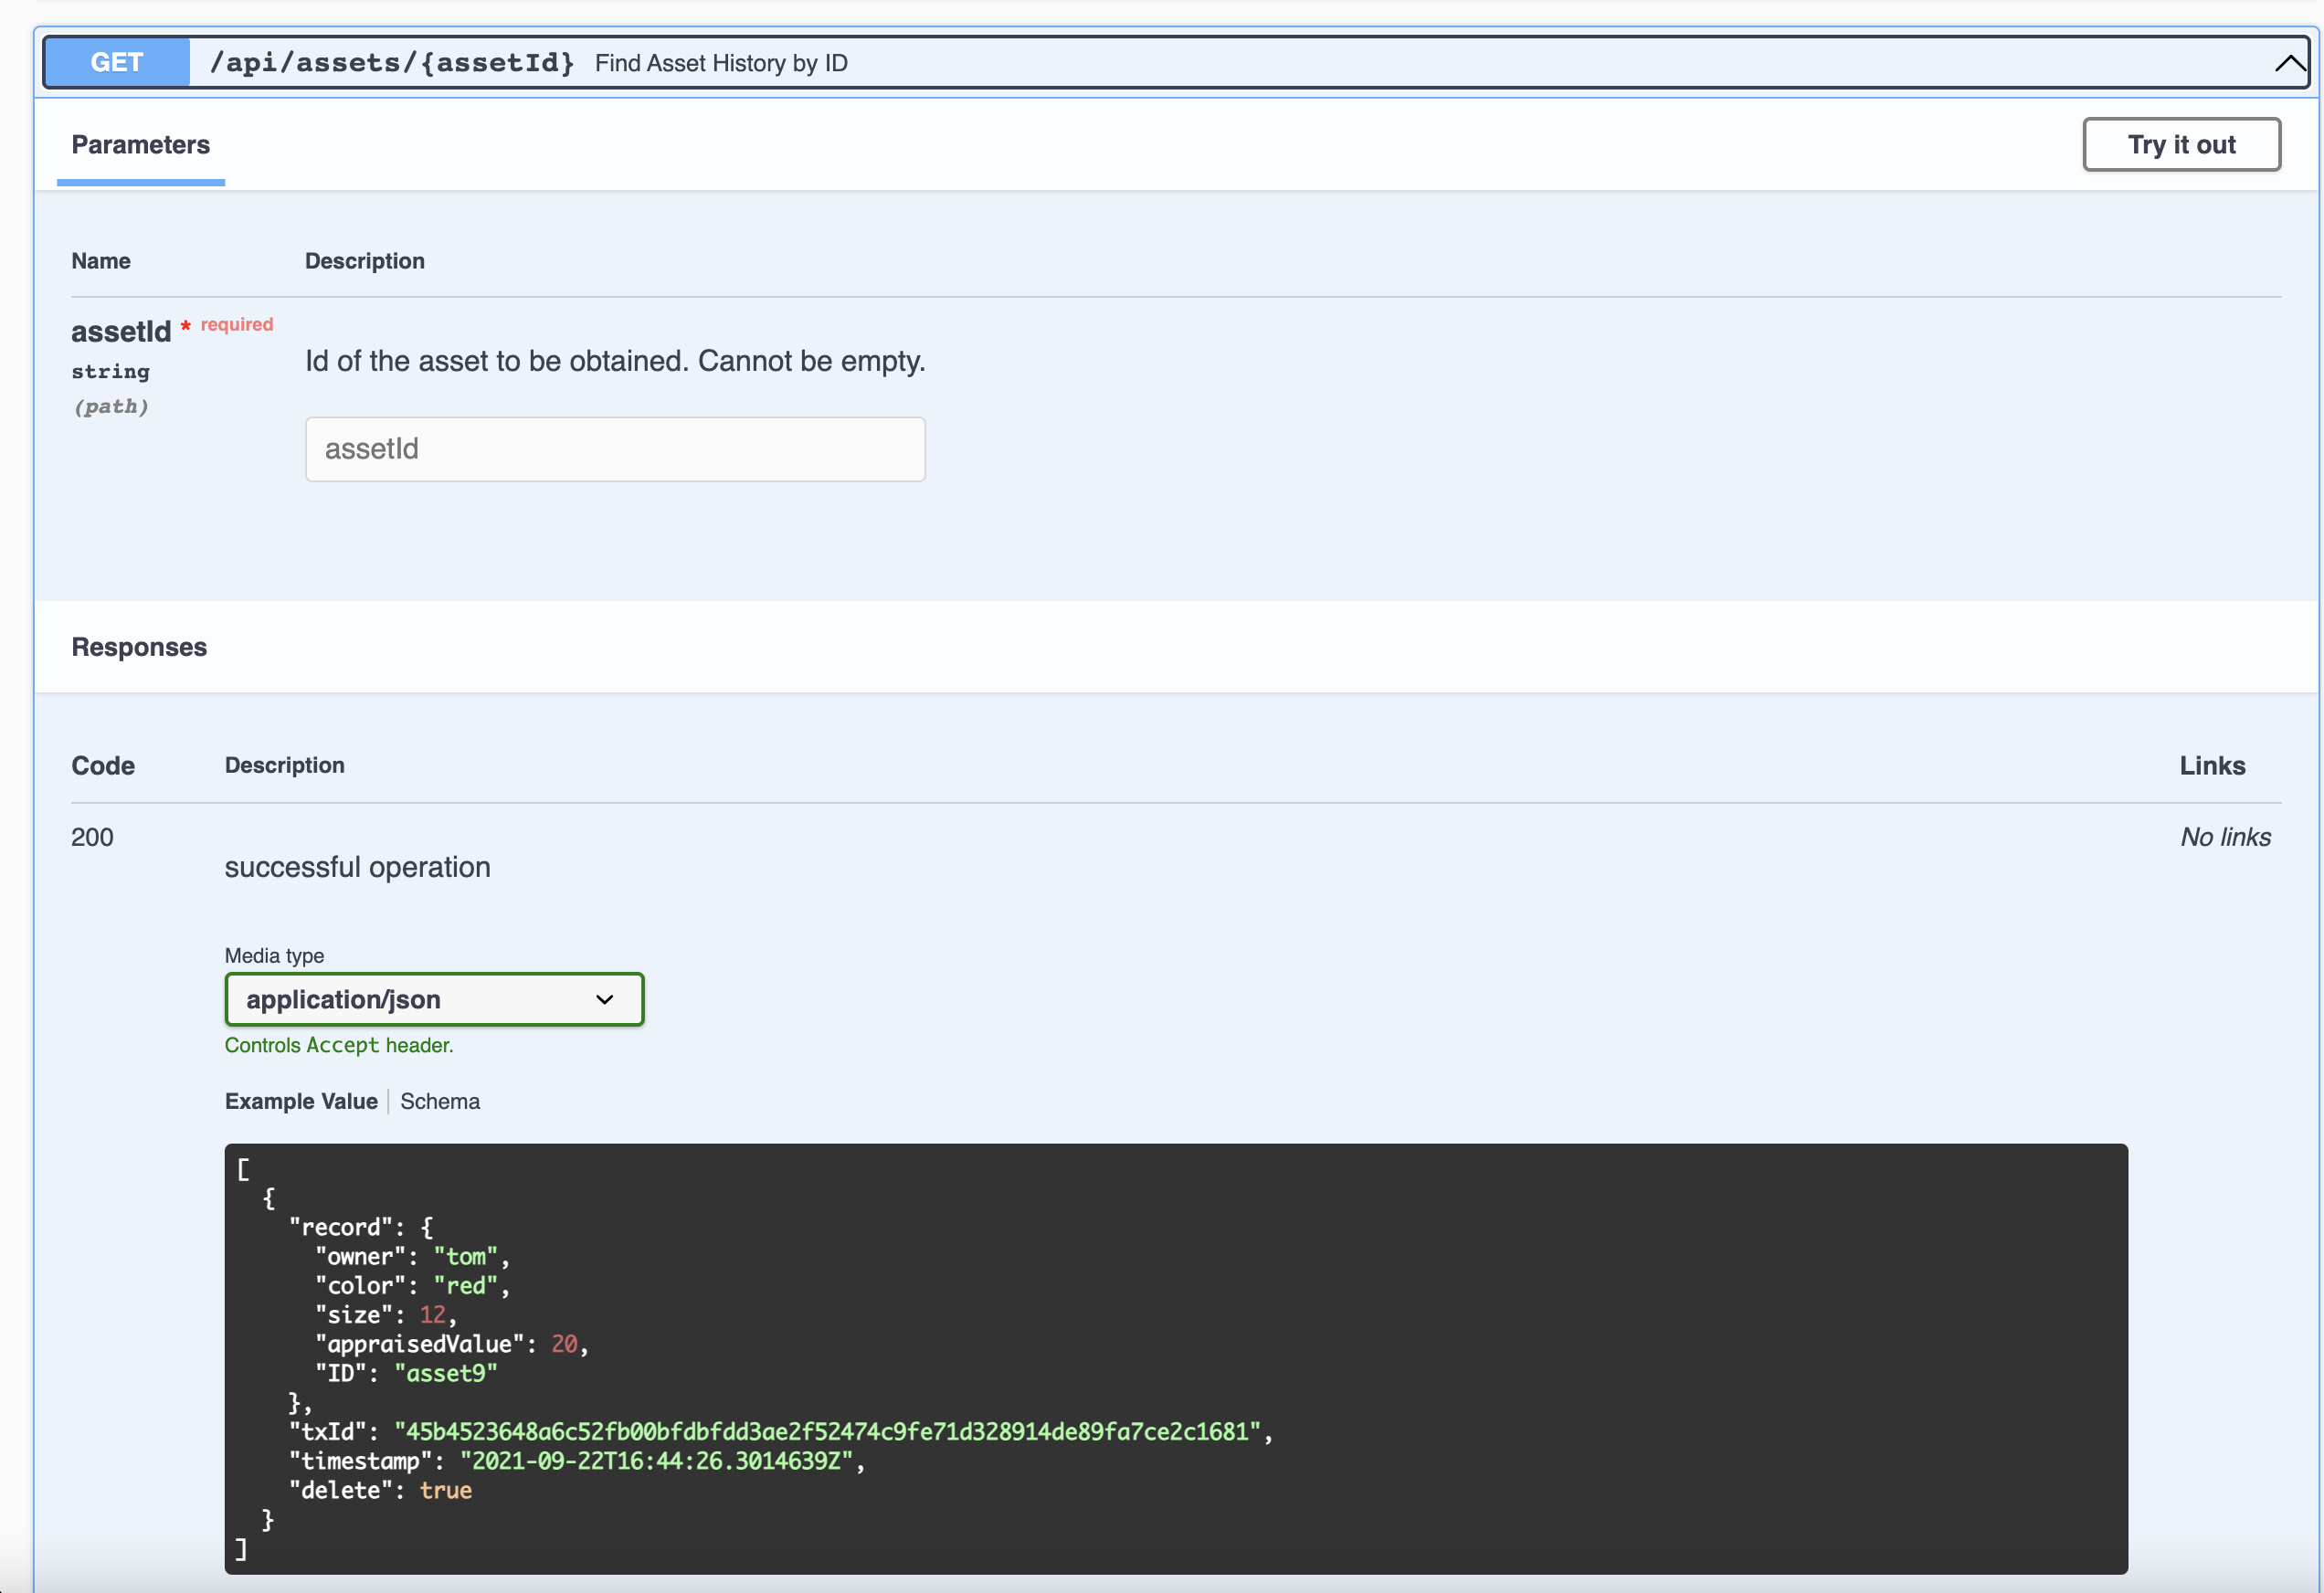 GET /api/assets/{assetId} Find Asset History by ID
Parameters
Try it out
Name Description
assetId * required
string
(path)
Id of the asset to be obtained. Cannot be empty.
assetId
Responses
Code Description Links
200
successful operation
No links
Media type
application/json
Controls Accept header.
Example Value Schema
[
  {
    "record": {
      "owner": "tom",
      "color": "red",
      "size": 12,
      "appraisedValue": 20,
      "ID": "asset9"
    },
    "txId": "45b4523648a6c52fb00bfdbfdd3ae2f52474c9fe71d328914de89fa7ce2c1681",
    "timestamp": "2021-09-22T16:44:26.3014639Z",
    "delete": true
  }
]